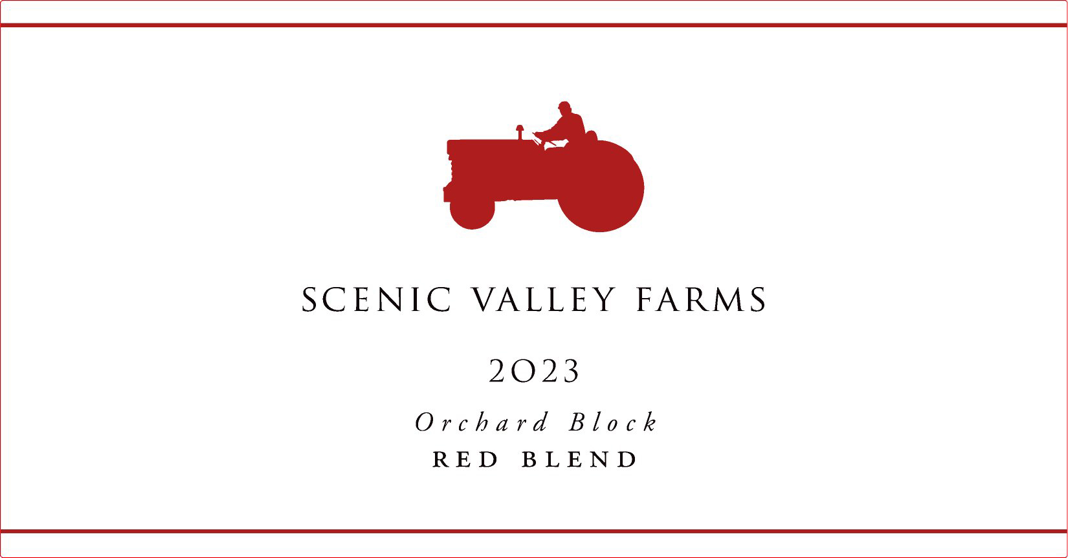 SCENIC VALLEY FARMS
2023
Orchard Block
RED BLEND